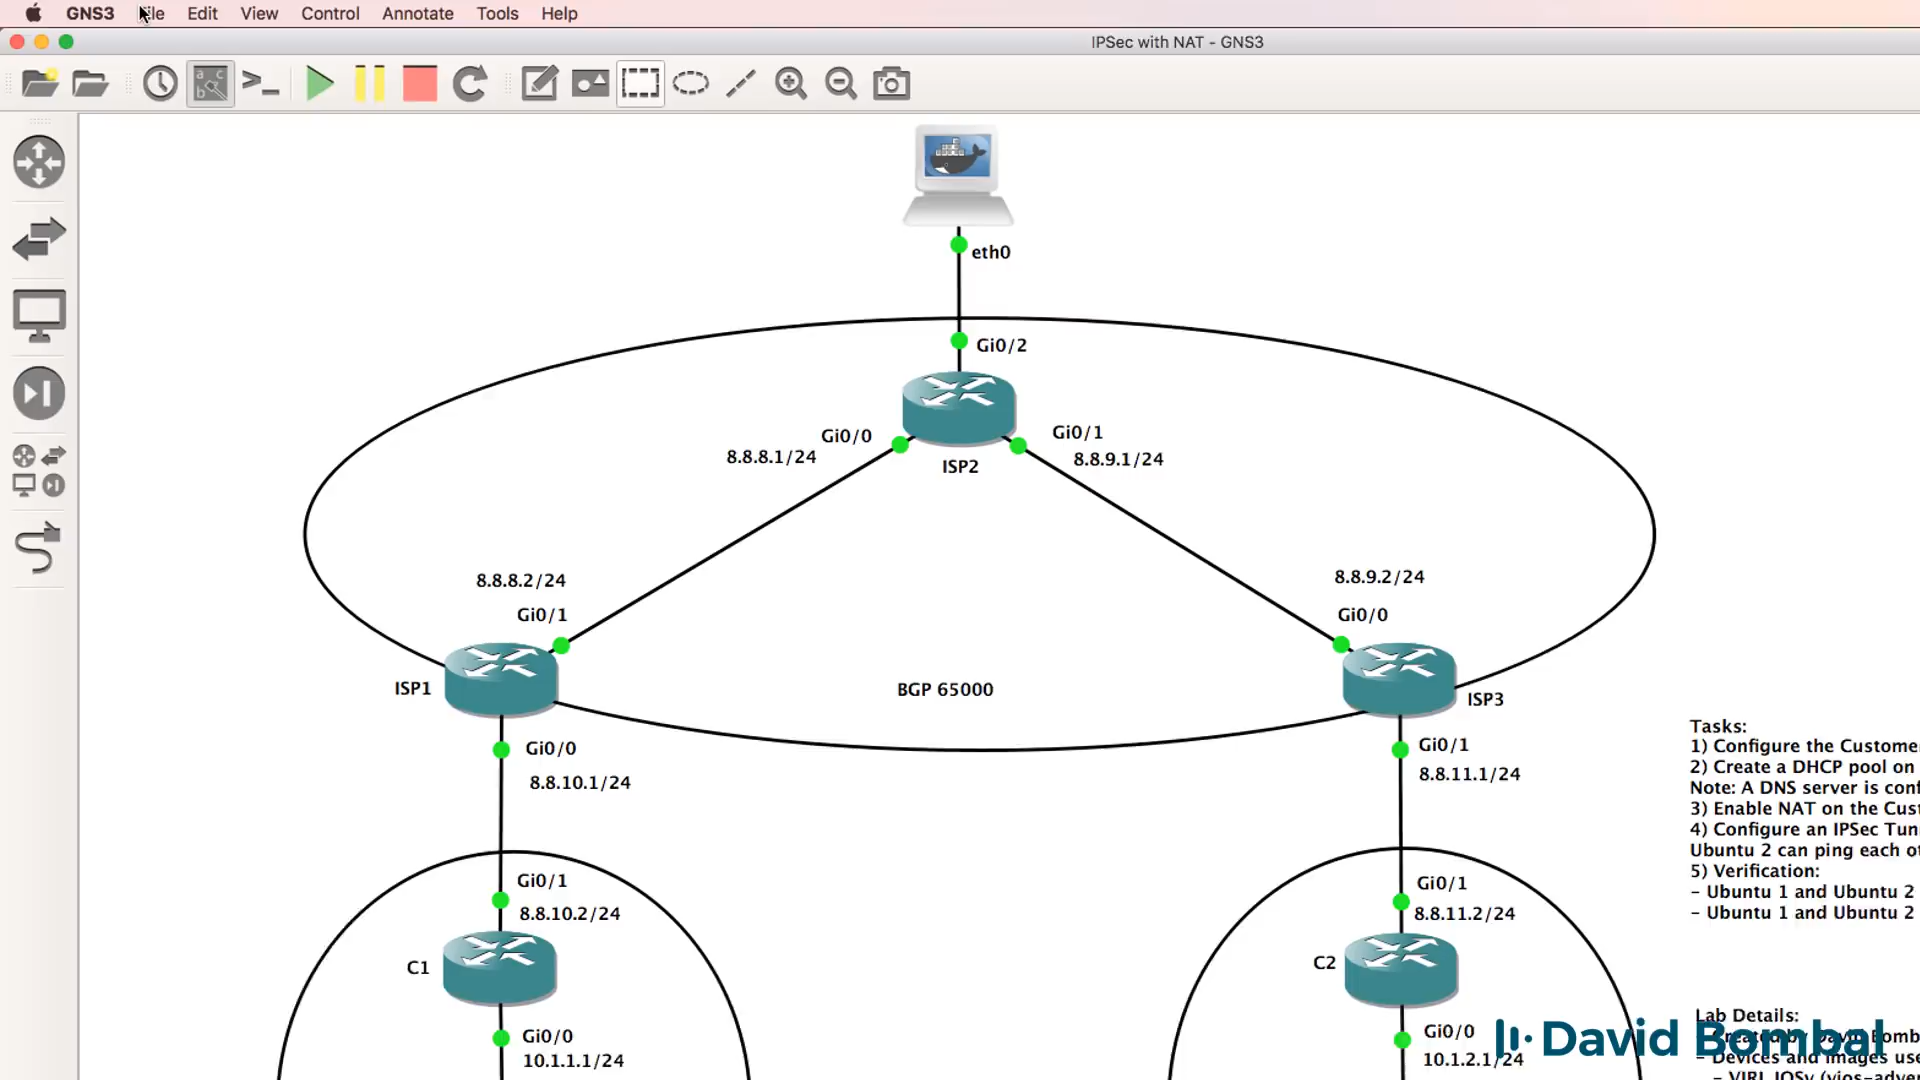 GNS3 File Edit View Control Annotate Tools Help
IPSec with NAT - GNS3
eth0
Gi0/2
Gi0/0
Gi0/1
8.8.8.1/24
8.8.9.1/24
ISP2
8.8.8.2/24
8.8.9.2/24
Gi0/1
Gi0/0
ISP1
BGP 65000
ISP3
Gi0/0
Gi0/1
8.8.10.1/24
8.8.11.1/24
Tasks:
1) Configure the Custome
2) Create a DHCP pool on
Note: A DNS server is conf
3) Enable NAT on the Cust
4) Configure an IPSec Tun
Ubuntu 2 can ping each ot
5) Verification:
- Ubuntu 1 and Ubuntu 2
- Ubuntu 1 and Ubuntu 2
Gi0/1
Gi0/1
8.8.10.2/24
8.8.11.2/24
C1
C2
Lab Details:
Gi0/0
Gi0/0
David Bombal
10.1.1.1/24
10.1.2.1/24
- Devices and images use